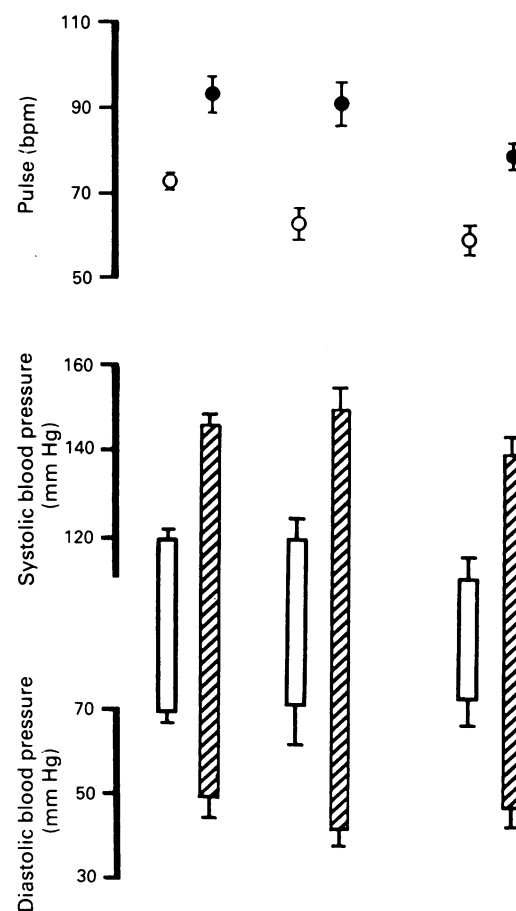 110
90
70
50
Pulse (bpm)
160
140
120
Systolic blood pressure
(mm Hg)
70
50
30
Diastolic blood pressure
(mm Hg)